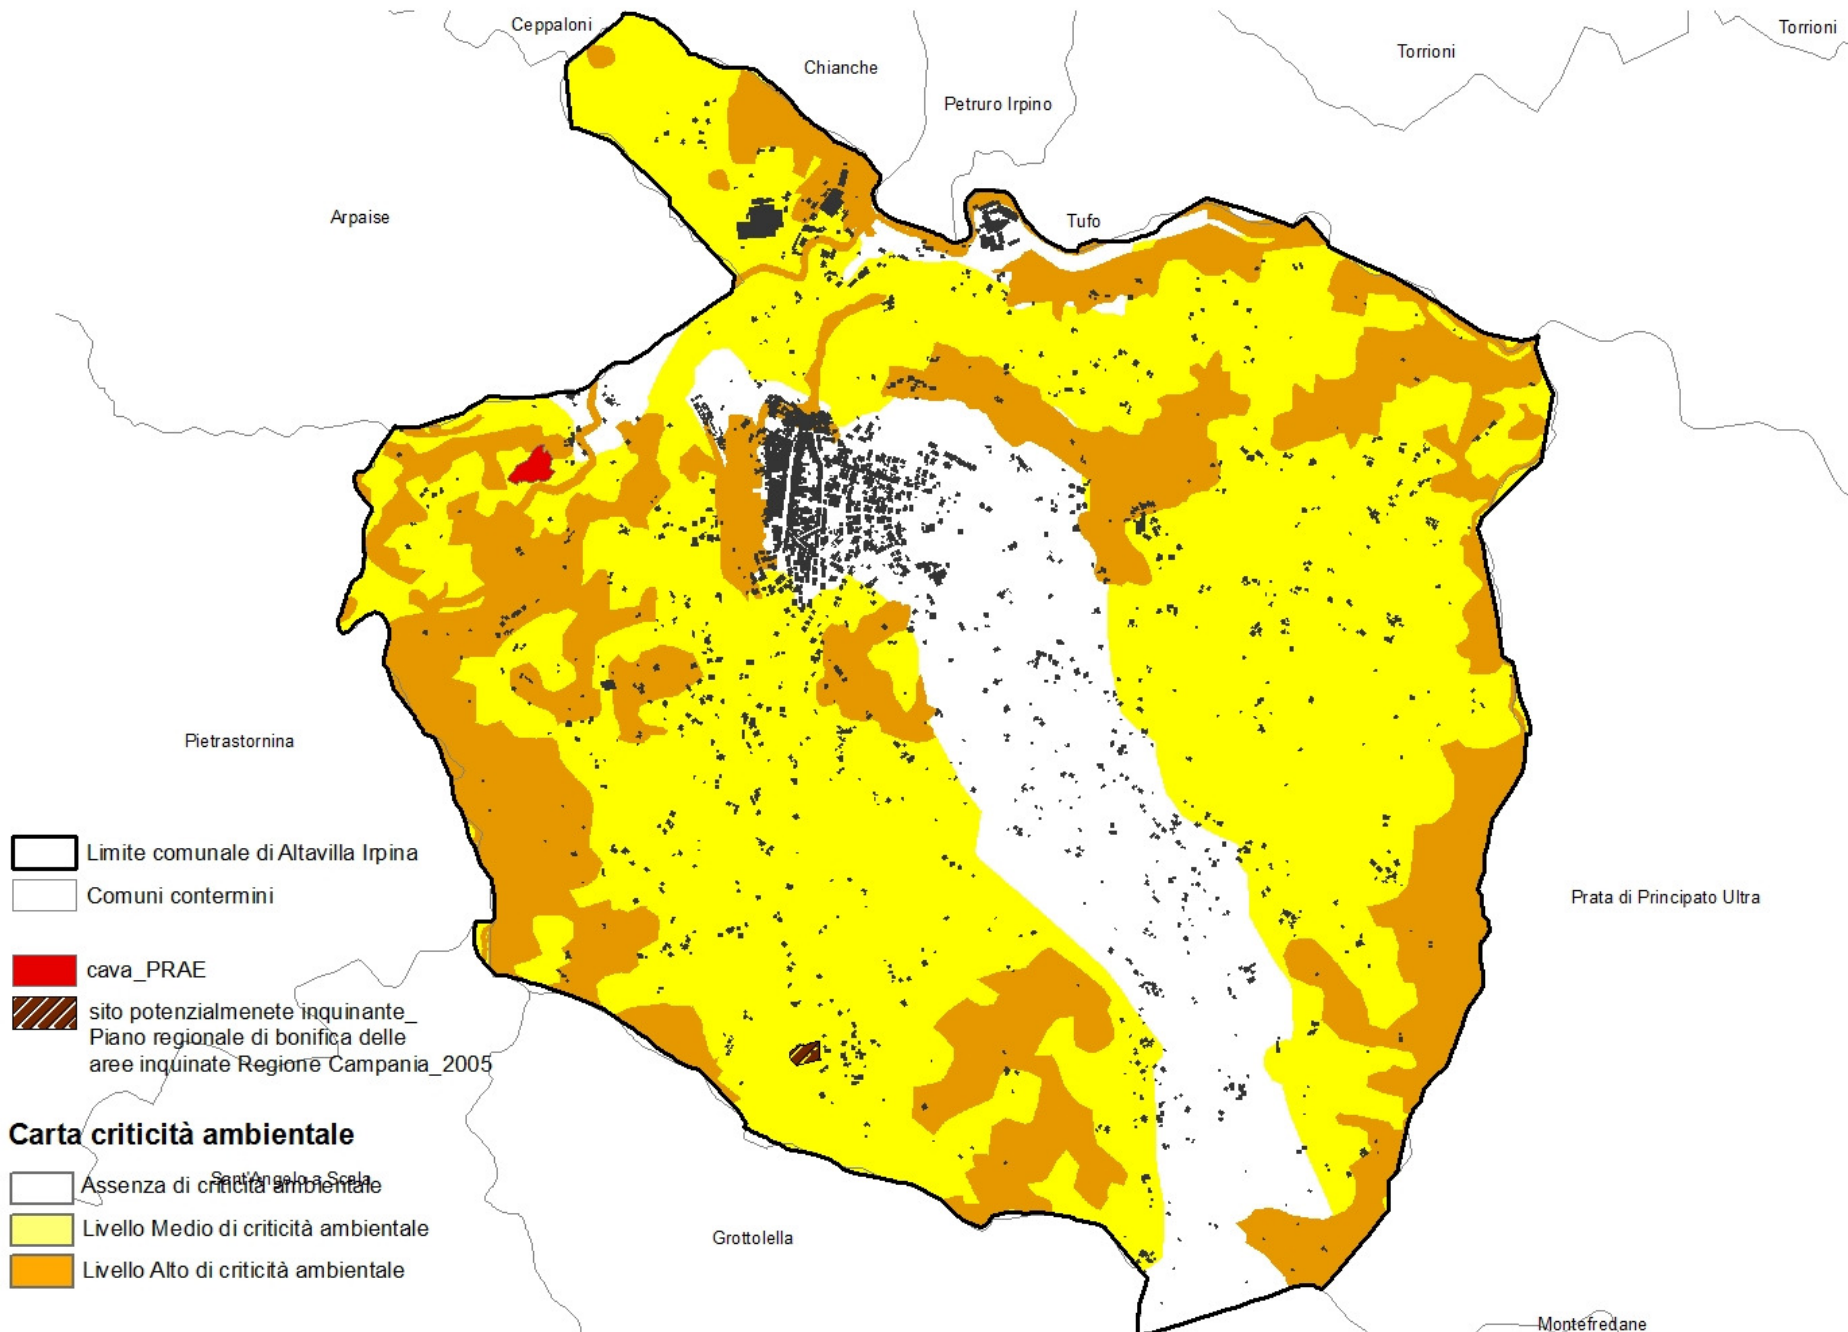 Ceppaloni
Chianche
Petruro Irpino
Torrioni
Torrioni
Arpaise
Tufo
Pietrastornina
Prata di Principato Ultra
Limite comunale di Altavilla Irpina
Comuni contermini
cava_PRAE
sito potenzialmenete inquinante_
Piano regionale di bonifica delle
aree inquinate Regione Campania_2005
Carta criticità ambientale
Sant'Angelo a Scala
Assenza di criticità ambientale
Livello Medio di criticità ambientale
Livello Alto di criticità ambientale
Grottolella
Montefredane